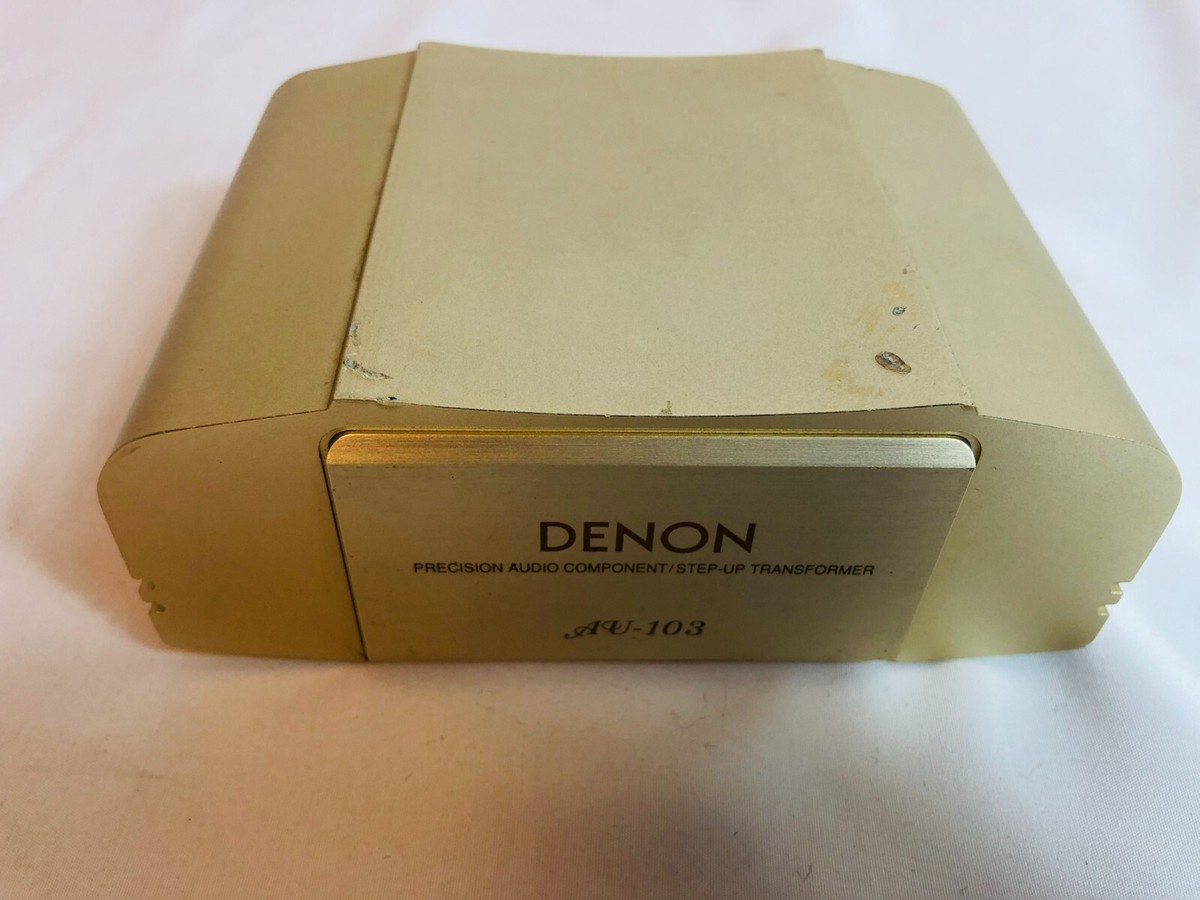 DENON
PRECISION AUDIO COMPONENT/STEP-UP TRANSFORMER
AU-103